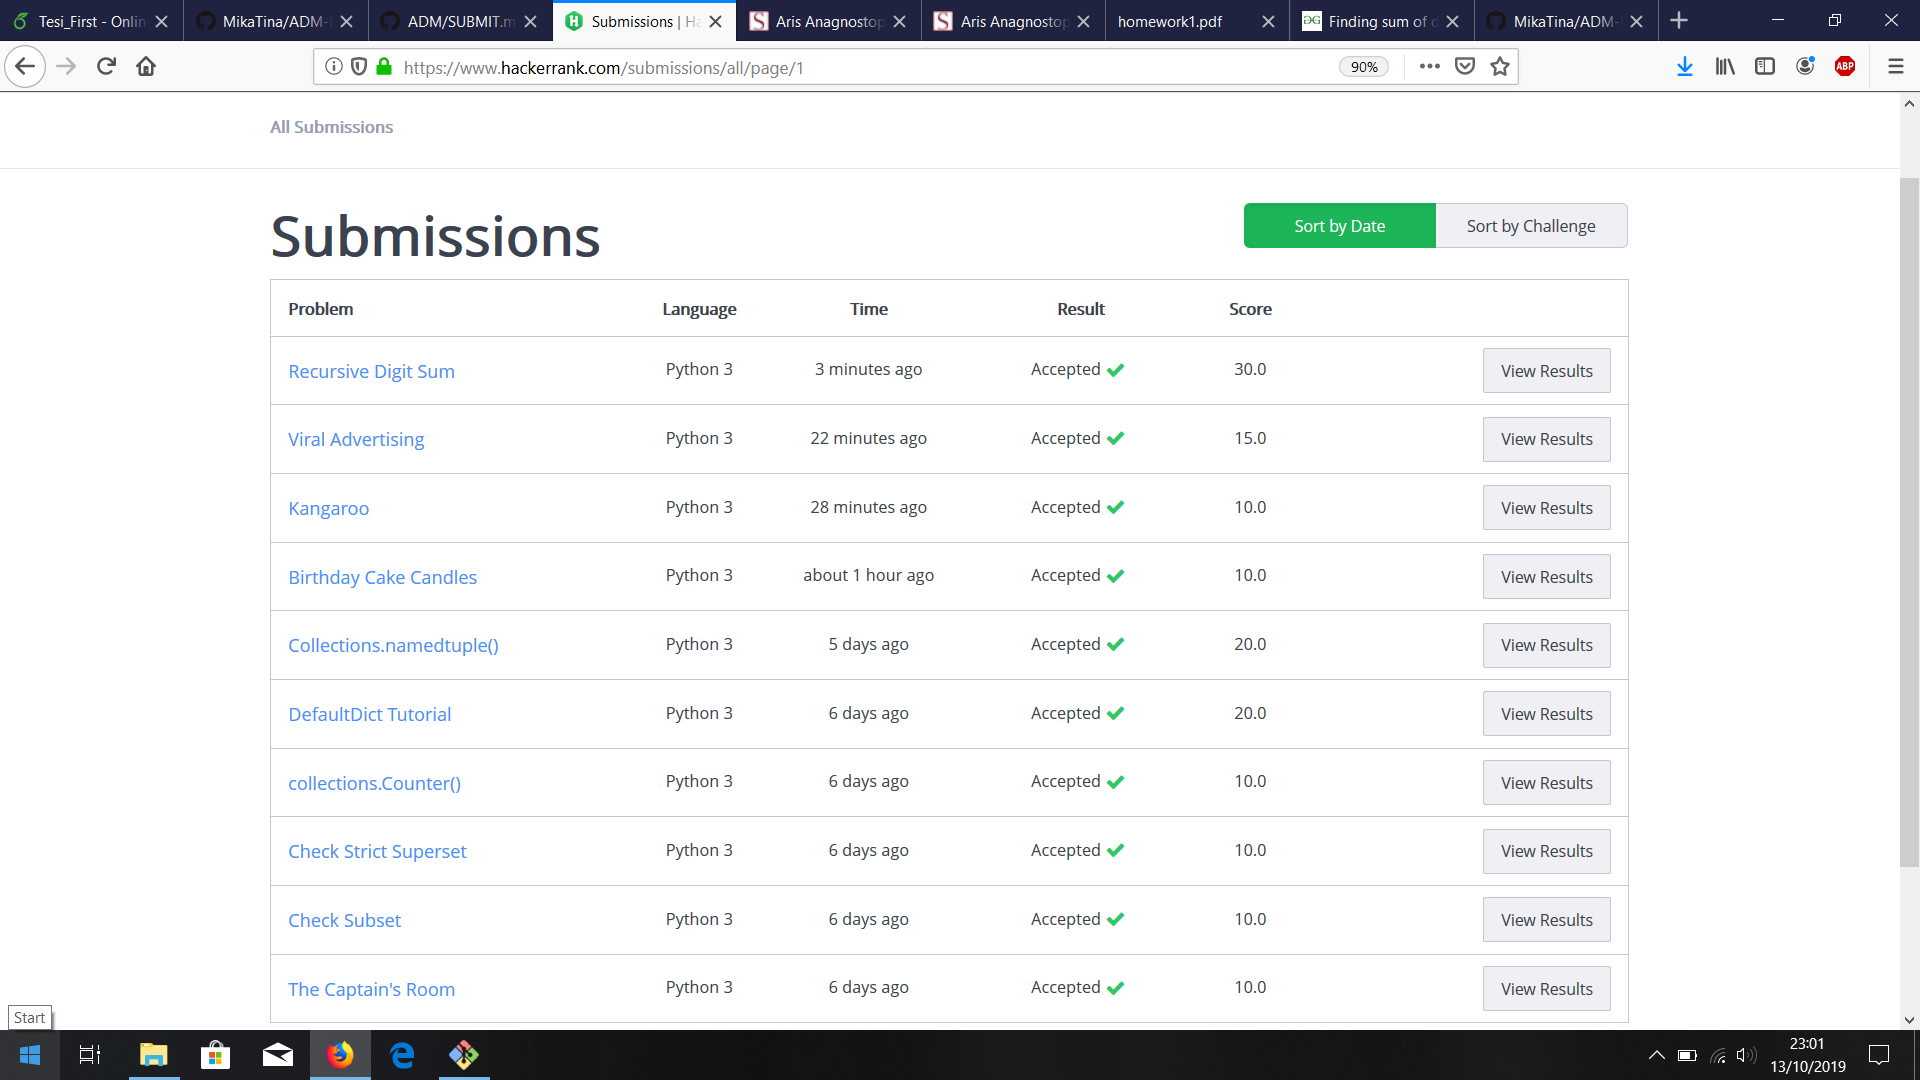 Tesi_First - Onlin
MikaTina/ADM-
ADM/SUBMIT.m
Submissions | Ha
Aris Anagnostop
Aris Anagnostop
homework1.pdf
Finding sum of d
MikaTina/ADM-
https://www.hackerrank.com/submissions/all/page/1
90%
ABP
All Submissions
Submissions
Sort by Date Sort by Challenge
Problem Language Time Result Score
Recursive Digit Sum Python 3 3 minutes ago Accepted 30.0 View Results
Viral Advertising Python 3 22 minutes ago Accepted 15.0 View Results
Kangaroo Python 3 28 minutes ago Accepted 10.0 View Results
Birthday Cake Candles Python 3 about 1 hour ago Accepted 10.0 View Results
Collections.namedtuple() Python 3 5 days ago Accepted 20.0 View Results
DefaultDict Tutorial Python 3 6 days ago Accepted 20.0 View Results
collections.Counter() Python 3 6 days ago Accepted 10.0 View Results
Check Strict Superset Python 3 6 days ago Accepted 10.0 View Results
Check Subset Python 3 6 days ago Accepted 10.0 View Results
The Captain's Room Python 3 6 days ago Accepted 10.0 View Results
Start
23:01
13/10/2019